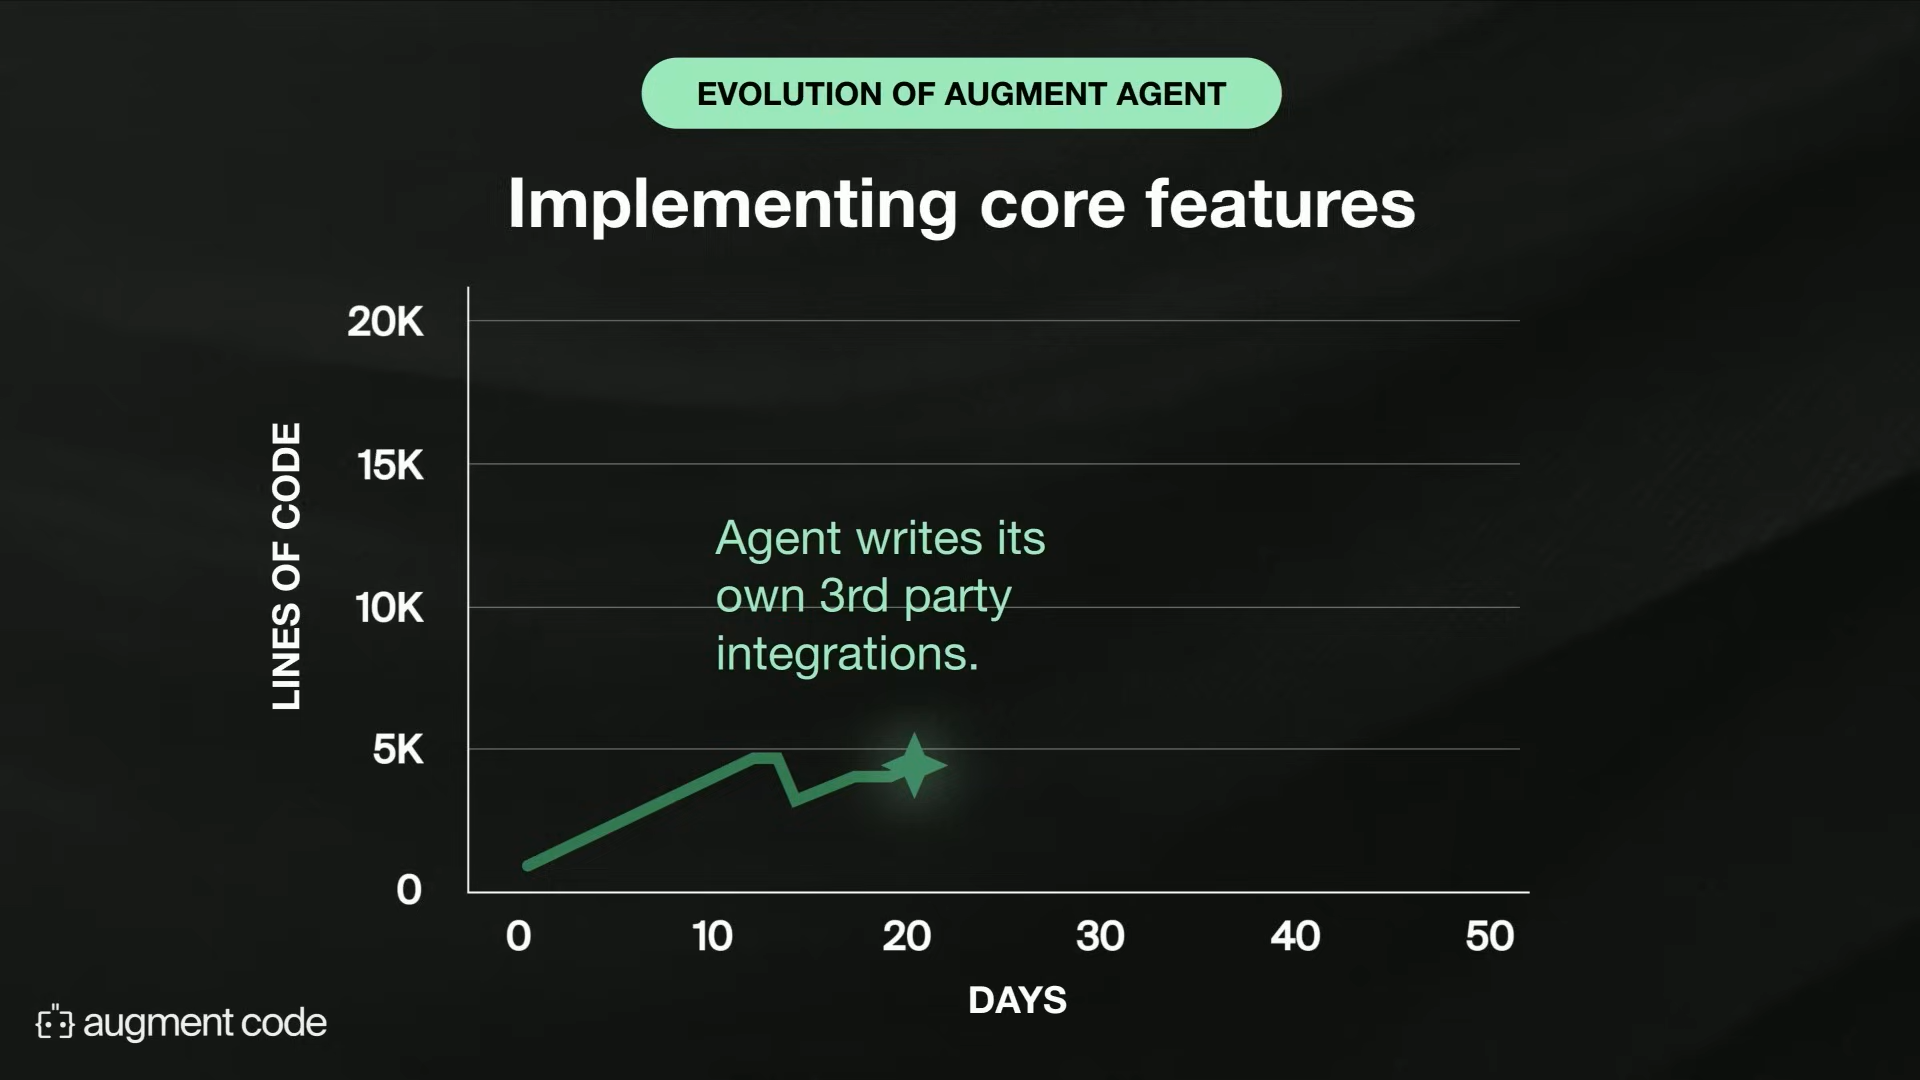 EVOLUTION OF AUGMENT AGENT
Implementing core features
20K
15K
10K
5K
0
LINES OF CODE
Agent writes its
own 3rd party
integrations.
0 10 20 30 40 50
DAYS
augment code